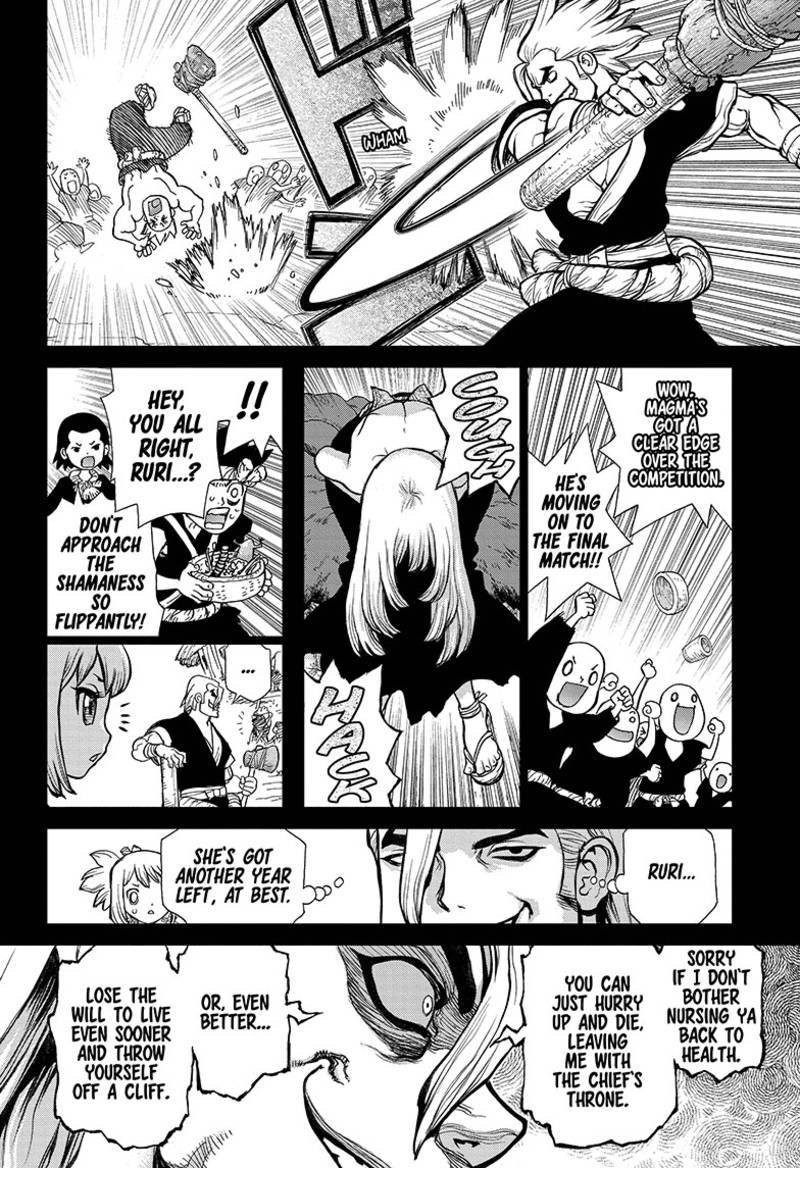 ドド
WHAM
WOW,
MAGMA'S
GOT A
CLEAR EDGE
OVER THE
COMPETITION.
HE'S
MOVING
ON TO
THE FINAL
MATCH!!
COUGH
HACK
!!
HEY,
YOU ALL
RIGHT,
RURI...?
DON'T
APPROACH
THE
SHAMANESS
SO
FLIPPANTLY!
...
RURI...
SHE'S GOT
ANOTHER YEAR
LEFT, AT BEST.
SORRY
IF I DON'T
BOTHER
NURSING YA
BACK TO
HEALTH.
YOU CAN
JUST HURRY
UP AND DIE,
LEAVING
ME WITH
THE CHIEF'S
THRONE.
OR, EVEN
BETTER...
LOSE THE
WILL TO LIVE
EVEN SOONER
AND THROW
YOURSELF
OFF A CLIFF.